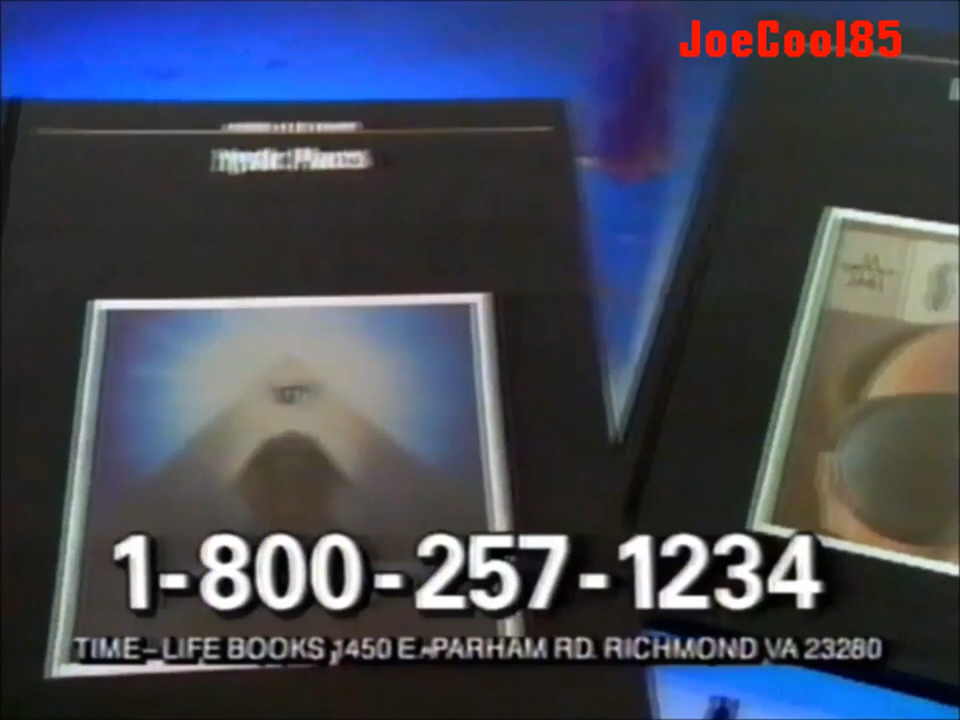 JoeCool85
1-800-257-1234
TIME-LIFE BOOKS, 1450 E. PARHAM RD. RICHMOND VA 23280